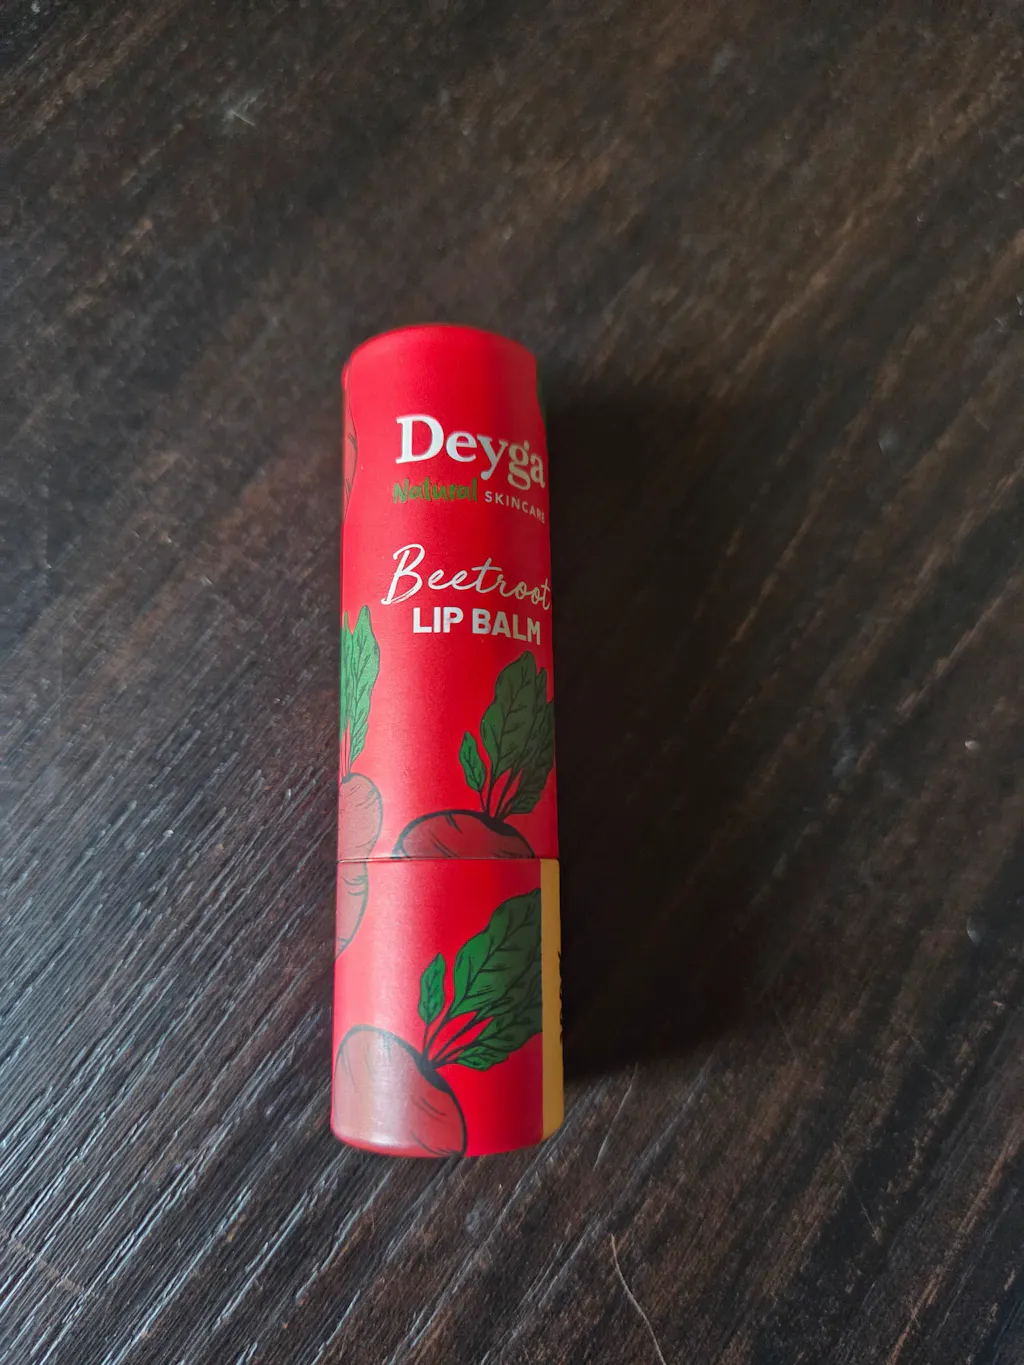 Deyga
Natural SKINCARE
Beetroot
LIP BALM